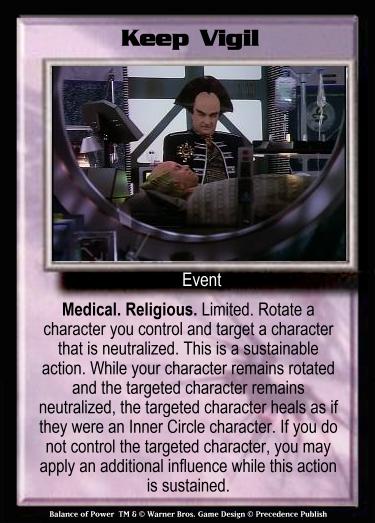 Keep Vigil
Event
Medical. Religious. Limited. Rotate a
character you control and target a character
that is neutralized. This is a sustainable
action. While your character remains rotated
and the targeted character remains
neutralized, the targeted character heals as if
they were an Inner Circle character. If you do
not control the targeted character, you may
apply an additional influence while this action
is sustained.
Balance of Power TM & © Warner Bros. Game Design © Precedence Publish